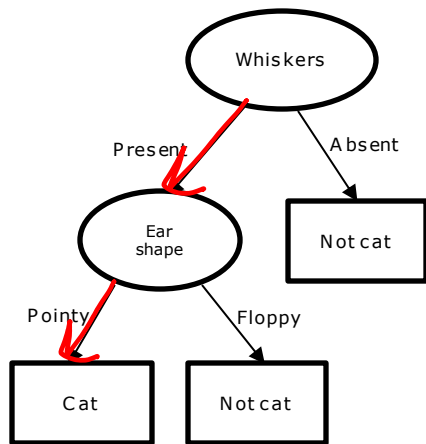 Whiskers
Present
Absent
Ear
shape
Not cat
Pointy
Floppy
Cat
Not cat